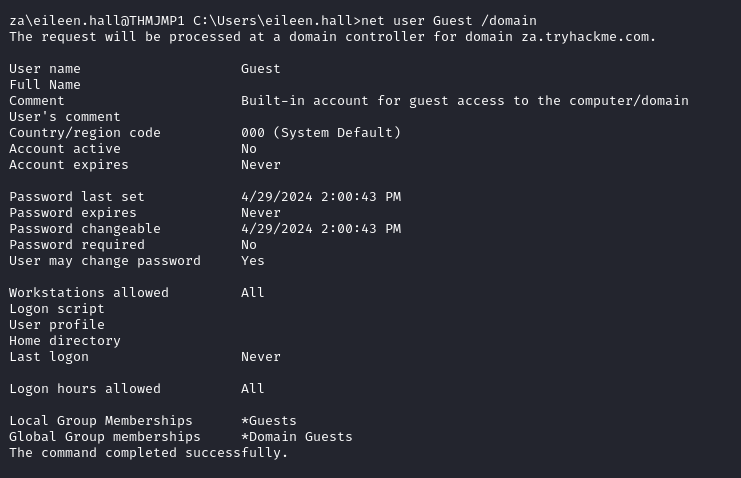 za\eileen.hall@THMJMP1 C:\Users\eileen.hall>net user Guest /domain
The request will be processed at a domain controller for domain za.tryhackme.com.

User name                    Guest
Full Name
Comment                      Built-in account for guest access to the computer/domain
User's comment
Country/region code          000 (System Default)
Account active               No
Account expires              Never

Password last set            4/29/2024 2:00:43 PM
Password expires             Never
Password changeable          4/29/2024 2:00:43 PM
Password required            No
User may change password     Yes

Workstations allowed         All
Logon script
User profile
Home directory
Last logon                   Never

Logon hours allowed          All

Local Group Memberships      *Guests
Global Group memberships     *Domain Guests
The command completed successfully.